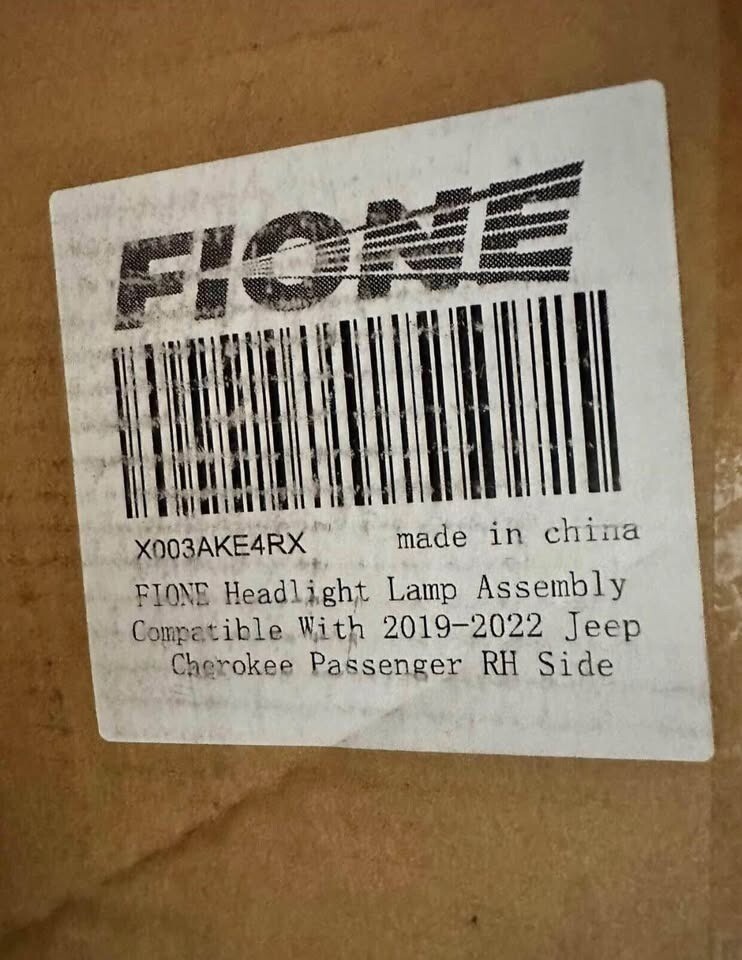 FIONE
X003AKE4RX made in china
FIONE Headlight Lamp Assembly
Compatible With 2019-2022 Jeep
Cherokee Passenger RH Side